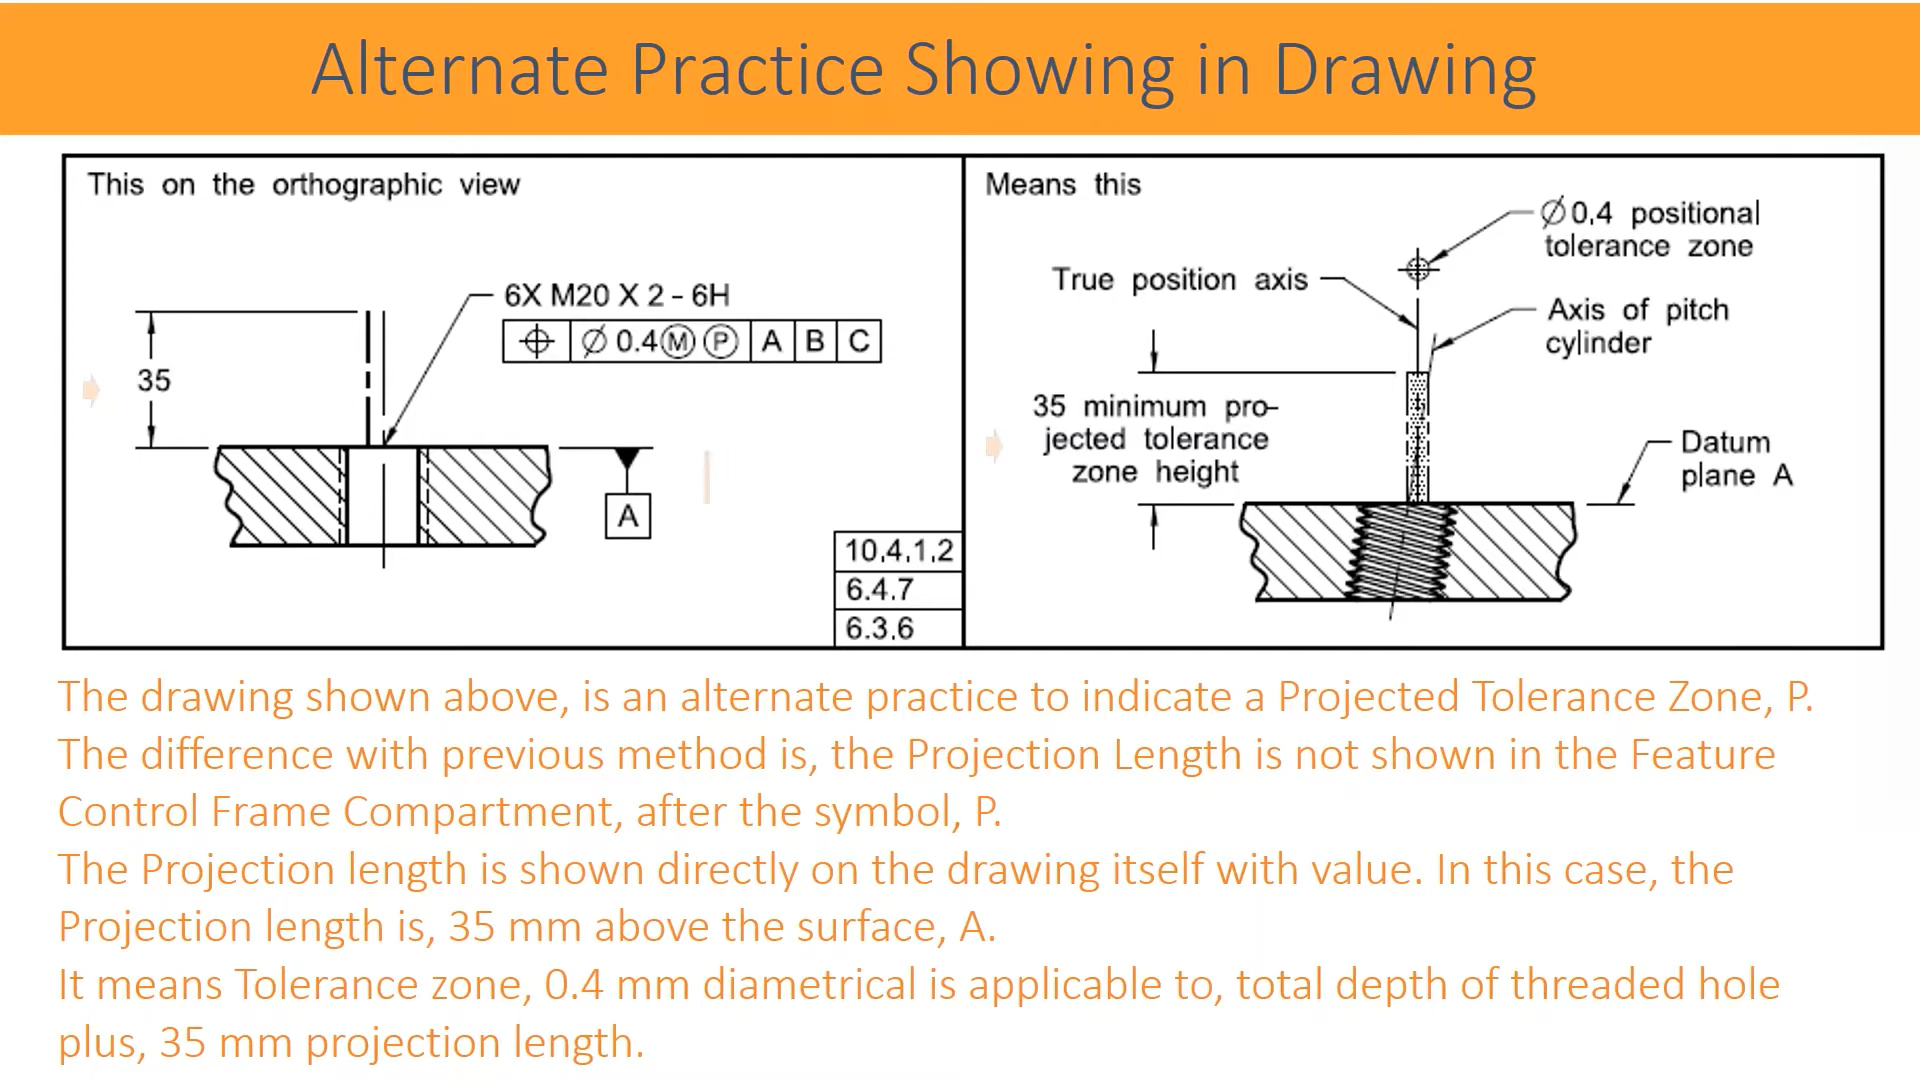 Alternate Practice Showing in Drawing
This on the orthographic view
6X M20 X 2 - 6H
⌖ Ø 0.4 Ⓜ Ⓟ A B C
35
A
10.4.1.2
6.4.7
6.3.6
Means this
Ø 0.4 positional
tolerance zone
True position axis
Axis of pitch
cylinder
35 minimum pro-
jected tolerance
zone height
Datum
plane A
The drawing shown above, is an alternate practice to indicate a Projected Tolerance Zone, P.
The difference with previous method is, the Projection Length is not shown in the Feature
Control Frame Compartment, after the symbol, P.
The Projection length is shown directly on the drawing itself with value. In this case, the
Projection length is, 35 mm above the surface, A.
It means Tolerance zone, 0.4 mm diametrical is applicable to, total depth of threaded hole
plus, 35 mm projection length.